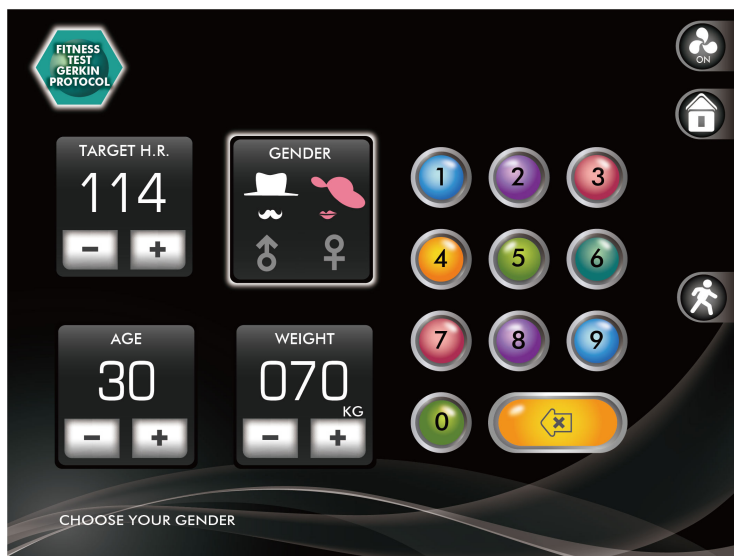 FITNESS
TEST
GERKIN
PROTOCOL
ON
TARGET H.R.
114
- +
GENDER
1 2 3
4 5 6
AGE
30
- +
WEIGHT
070
KG
- +
7 8 9
0
CHOOSE YOUR GENDER